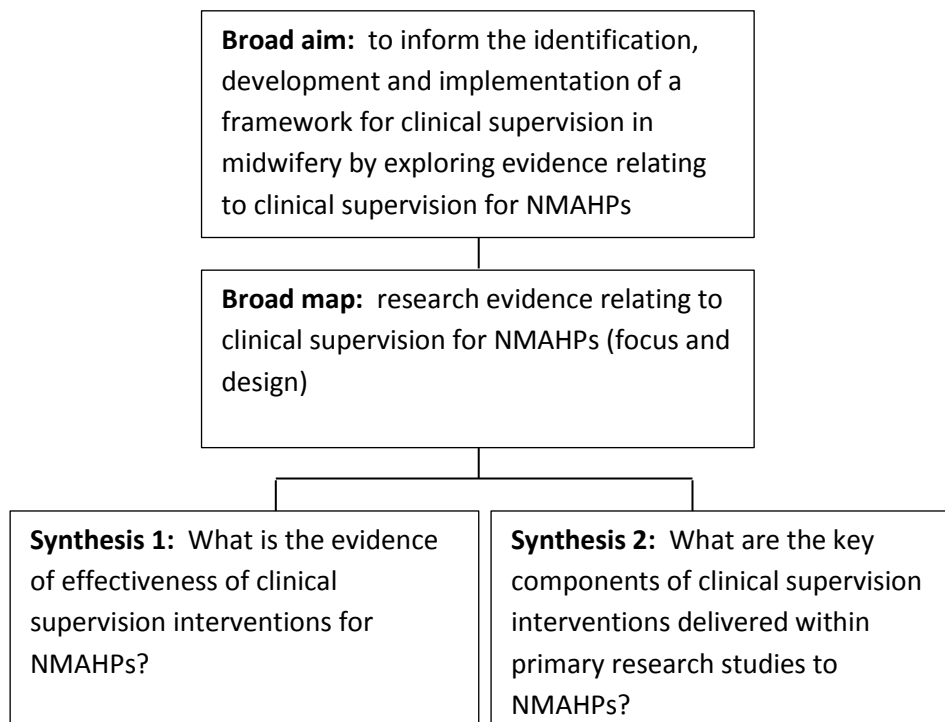 Broad aim: to inform the identification,
development and implementation of a
framework for clinical supervision in
midwifery by exploring evidence relating
to clinical supervision for NMAHPs
Broad map: research evidence relating to
clinical supervision for NMAHPs (focus and
design)
Synthesis 1: What is the evidence
of effectiveness of clinical
supervision interventions for
NMAHPs?
Synthesis 2: What are the key
components of clinical supervision
interventions delivered within
primary research studies to
NMAHPs?